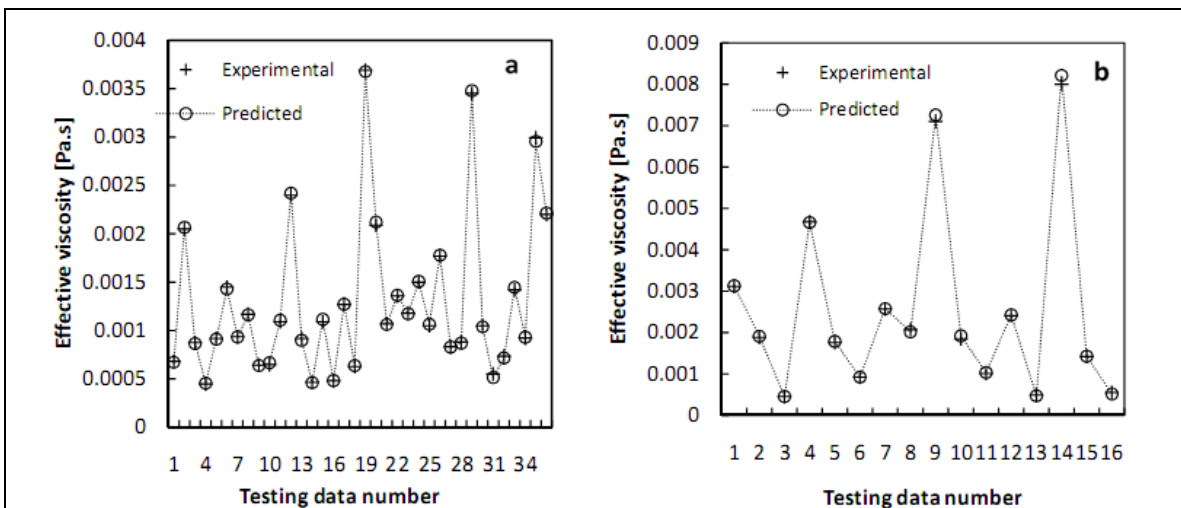 0.004
0.0035
0.003
0.0025
0.002
0.0015
0.001
0.0005
0
Effective viscosity [Pa.s]
Experimental
Predicted
a
1 4 7 10 13 16 19 22 25 28 31 34
Testing data number
0.009
0.008
0.007
0.006
0.005
0.004
0.003
0.002
0.001
0
Effective viscosity [Pa.s]
Experimental
Predicted
b
1 2 3 4 5 6 7 8 9 10 11 12 13 14 15 16
Testing data number